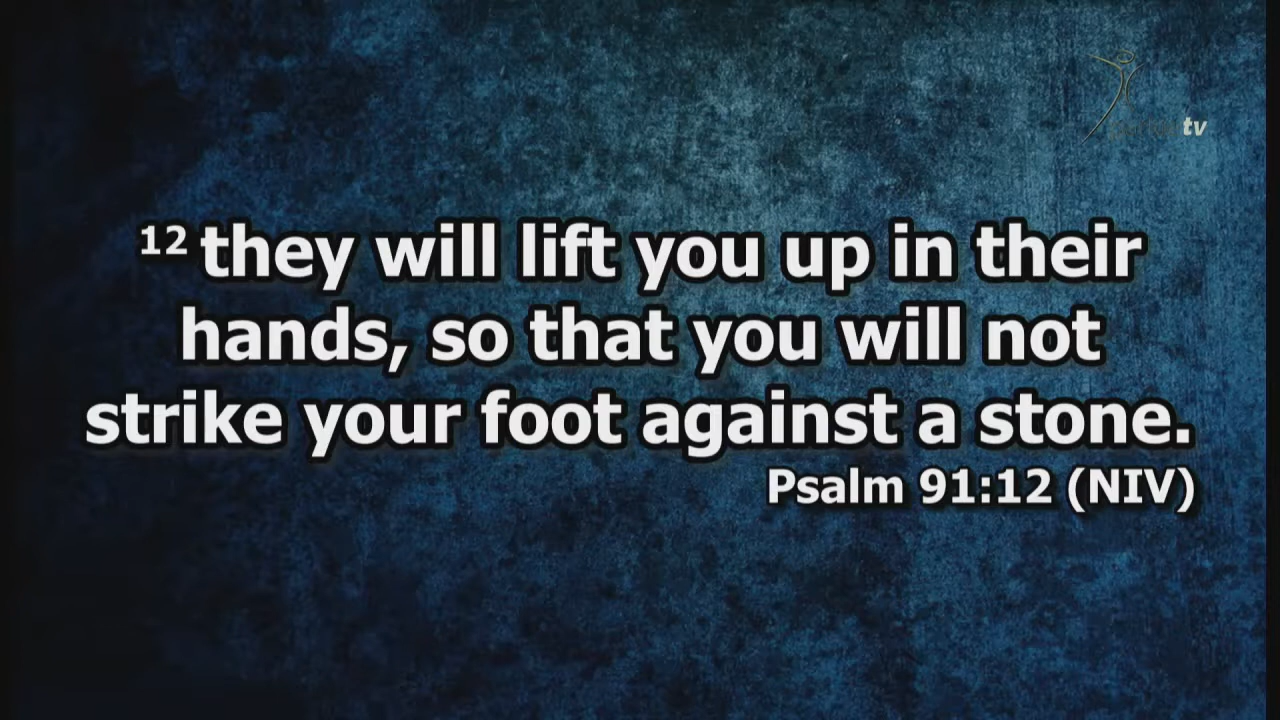 tv
12 they will lift you up in their
hands, so that you will not
strike your foot against a stone.
Psalm 91:12 (NIV)